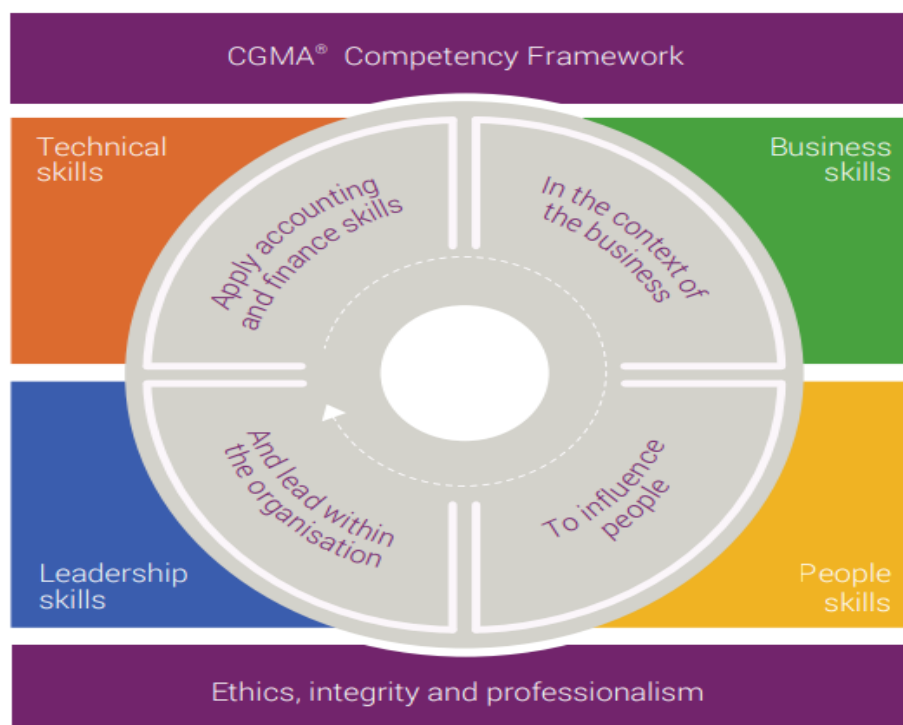 CGMA® Competency Framework
Technical
skills
Business
skills
Apply accounting
and finance skills
In the context of
the business
And lead within
the organisation
To influence
people
Leadership
skills
People
skills
Ethics, integrity and professionalism